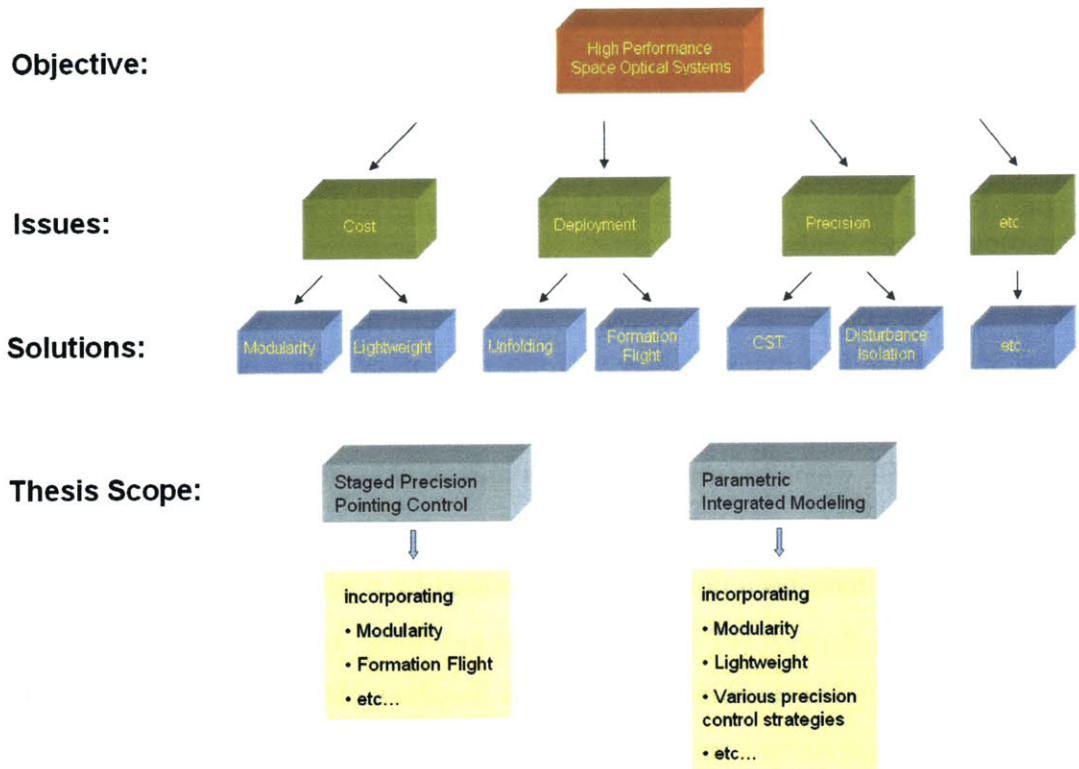 Objective:
High Performance
Space Optical Systems
Issues:
Cost
Deployment
Precision
etc.
Solutions:
Modularity
Lightweight
Unfolding
Formation
Flight
CST
Disturbance
Isolation
etc...
Thesis Scope:
Staged Precision
Pointing Control
Parametric
Integrated Modeling
incorporating
• Modularity
• Formation Flight
• etc...
incorporating
• Modularity
• Lightweight
• Various precision
control strategies
• etc...